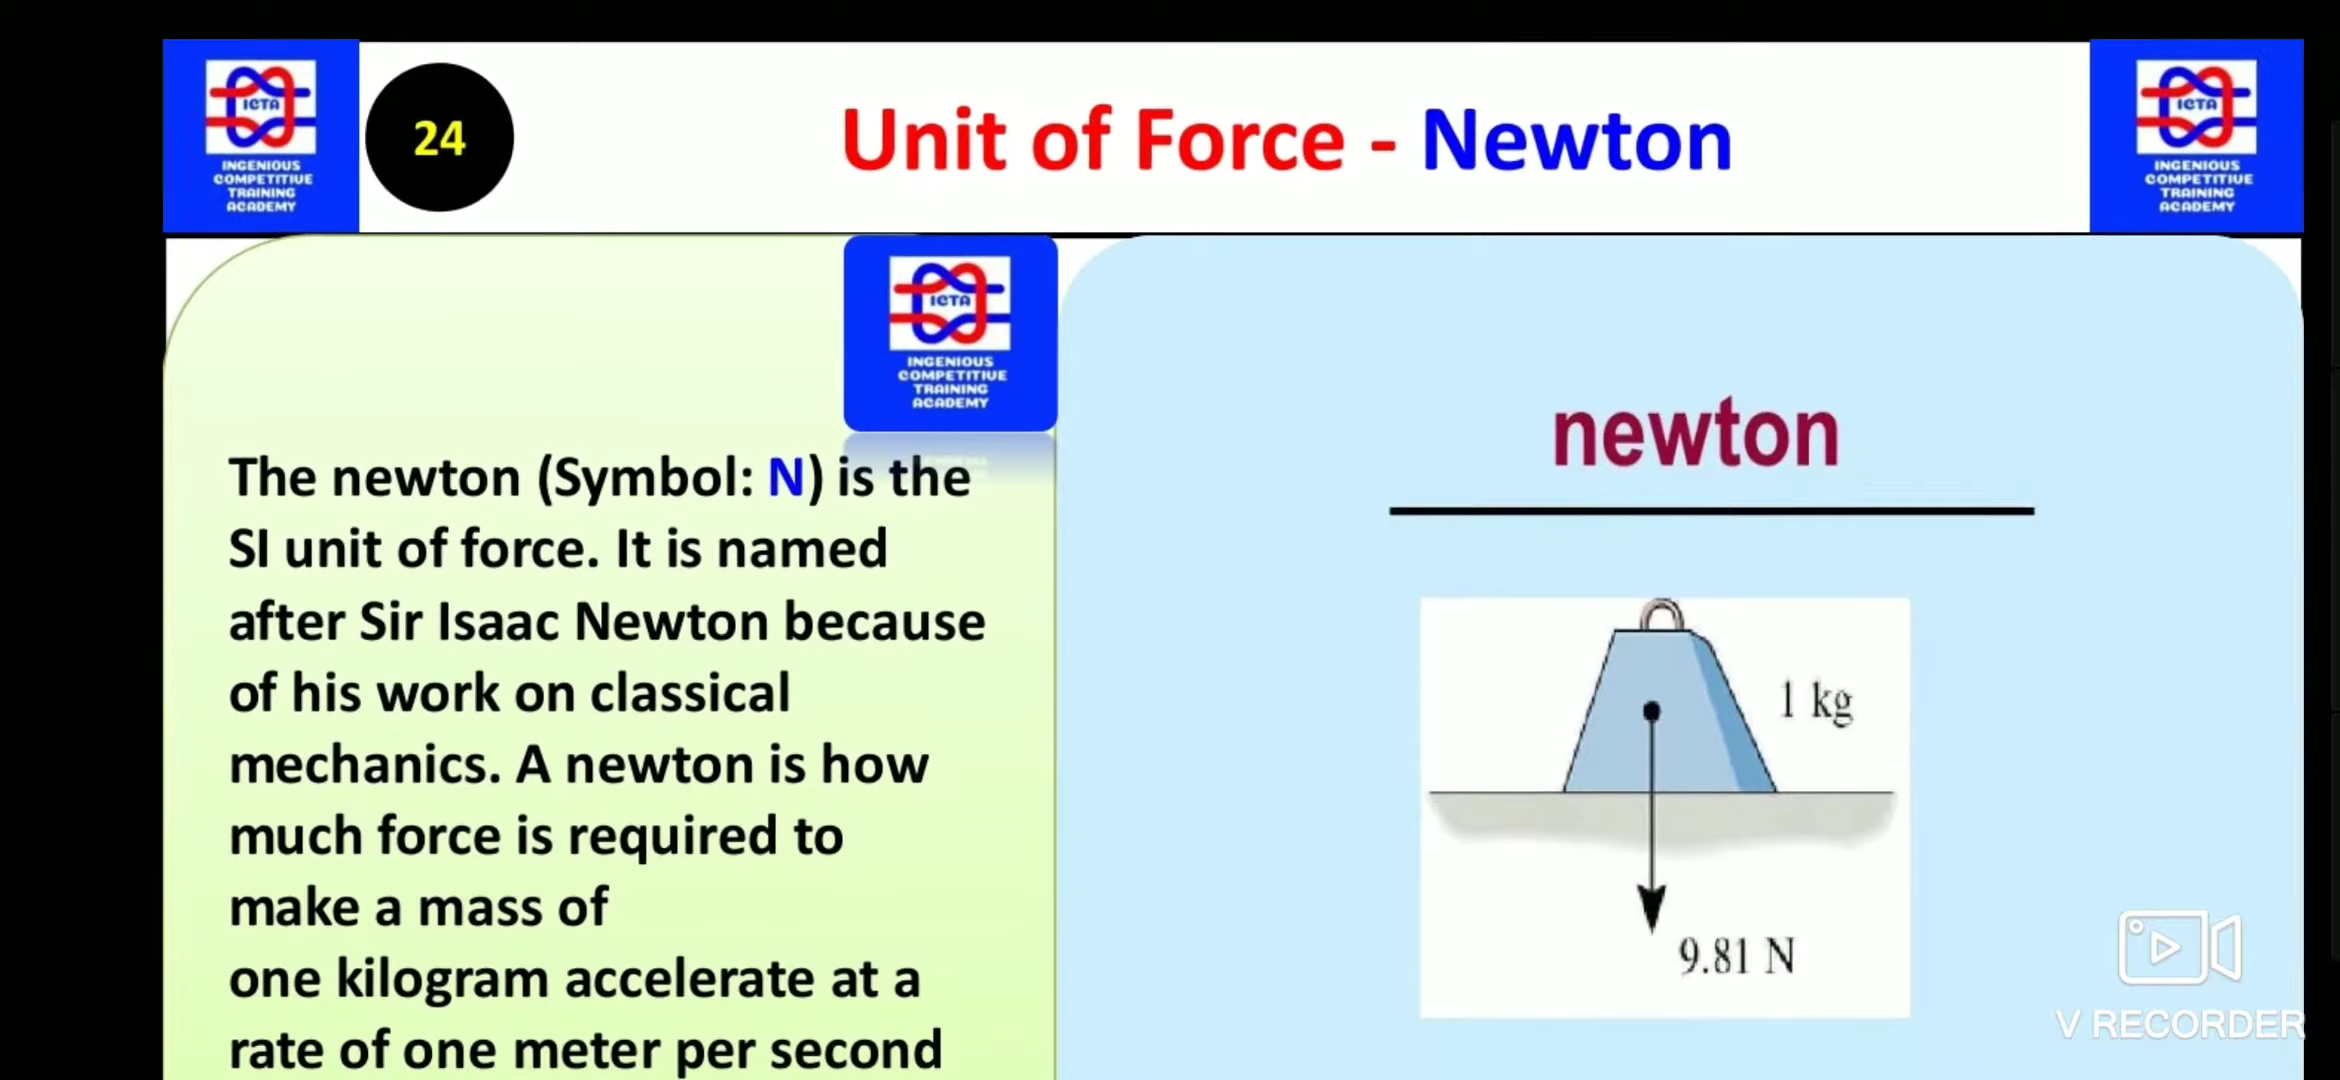 ICTA
INGENIOUS
COMPETITIVE
TRAINING
ACADEMY
24
Unit of Force - Newton
ICTA
INGENIOUS
COMPETITIVE
TRAINING
ACADEMY
ICTA
INGENIOUS
COMPETITIVE
TRAINING
ACADEMY
The newton (Symbol: N) is the
SI unit of force. It is named
after Sir Isaac Newton because
of his work on classical
mechanics. A newton is how
much force is required to
make a mass of
one kilogram accelerate at a
rate of one meter per second
newton
1 kg
9.81 N
V RECORDER